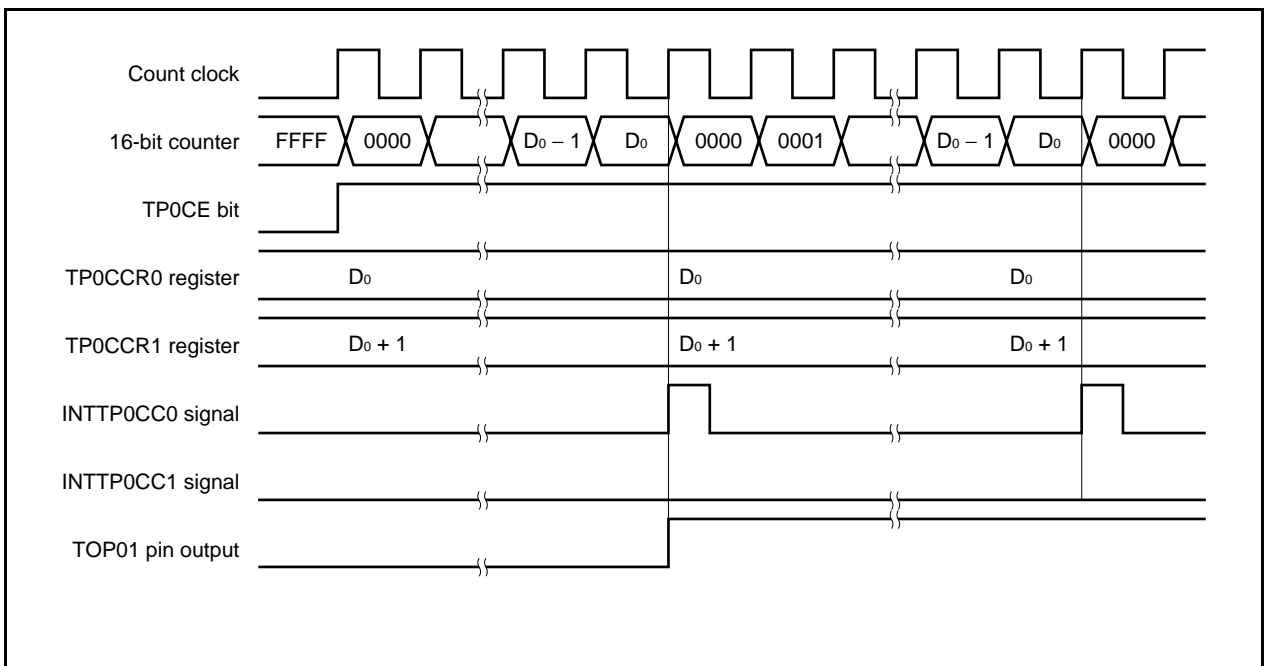 Count clock
16-bit counter FFFF 0000 D₀ − 1 D₀ 0000 0001 D₀ − 1 D₀ 0000
TP0CE bit
TP0CCR0 register D₀ D₀ D₀
TP0CCR1 register D₀ + 1 D₀ + 1 D₀ + 1
INTTP0CC0 signal
INTTP0CC1 signal
TOP01 pin output